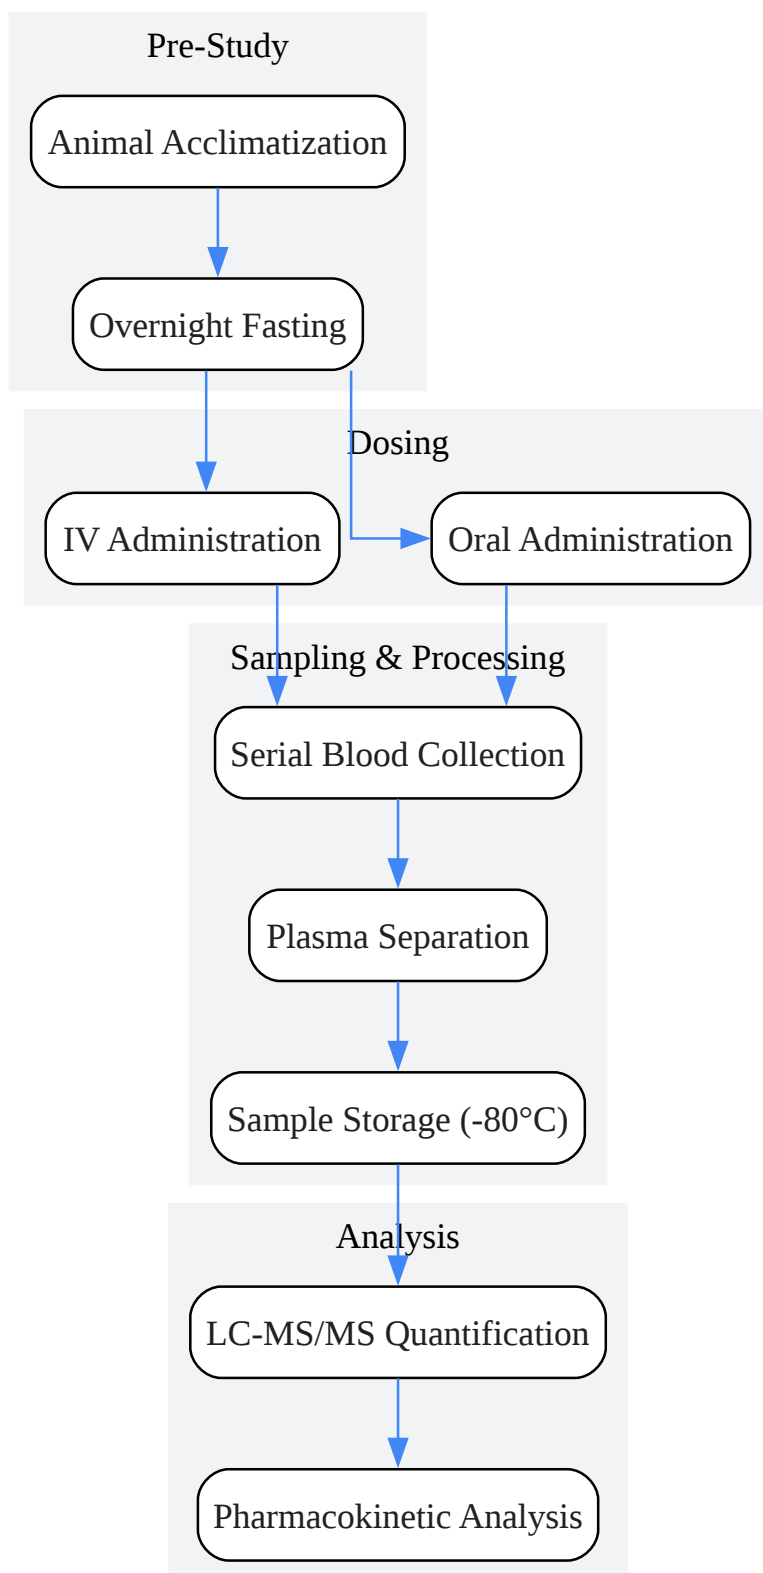 Pre-Study
Animal Acclimatization
Overnight Fasting
Dosing
IV Administration
Oral Administration
Sampling & Processing
Serial Blood Collection
Plasma Separation
Sample Storage (-80°C)
Analysis
LC-MS/MS Quantification
Pharmacokinetic Analysis